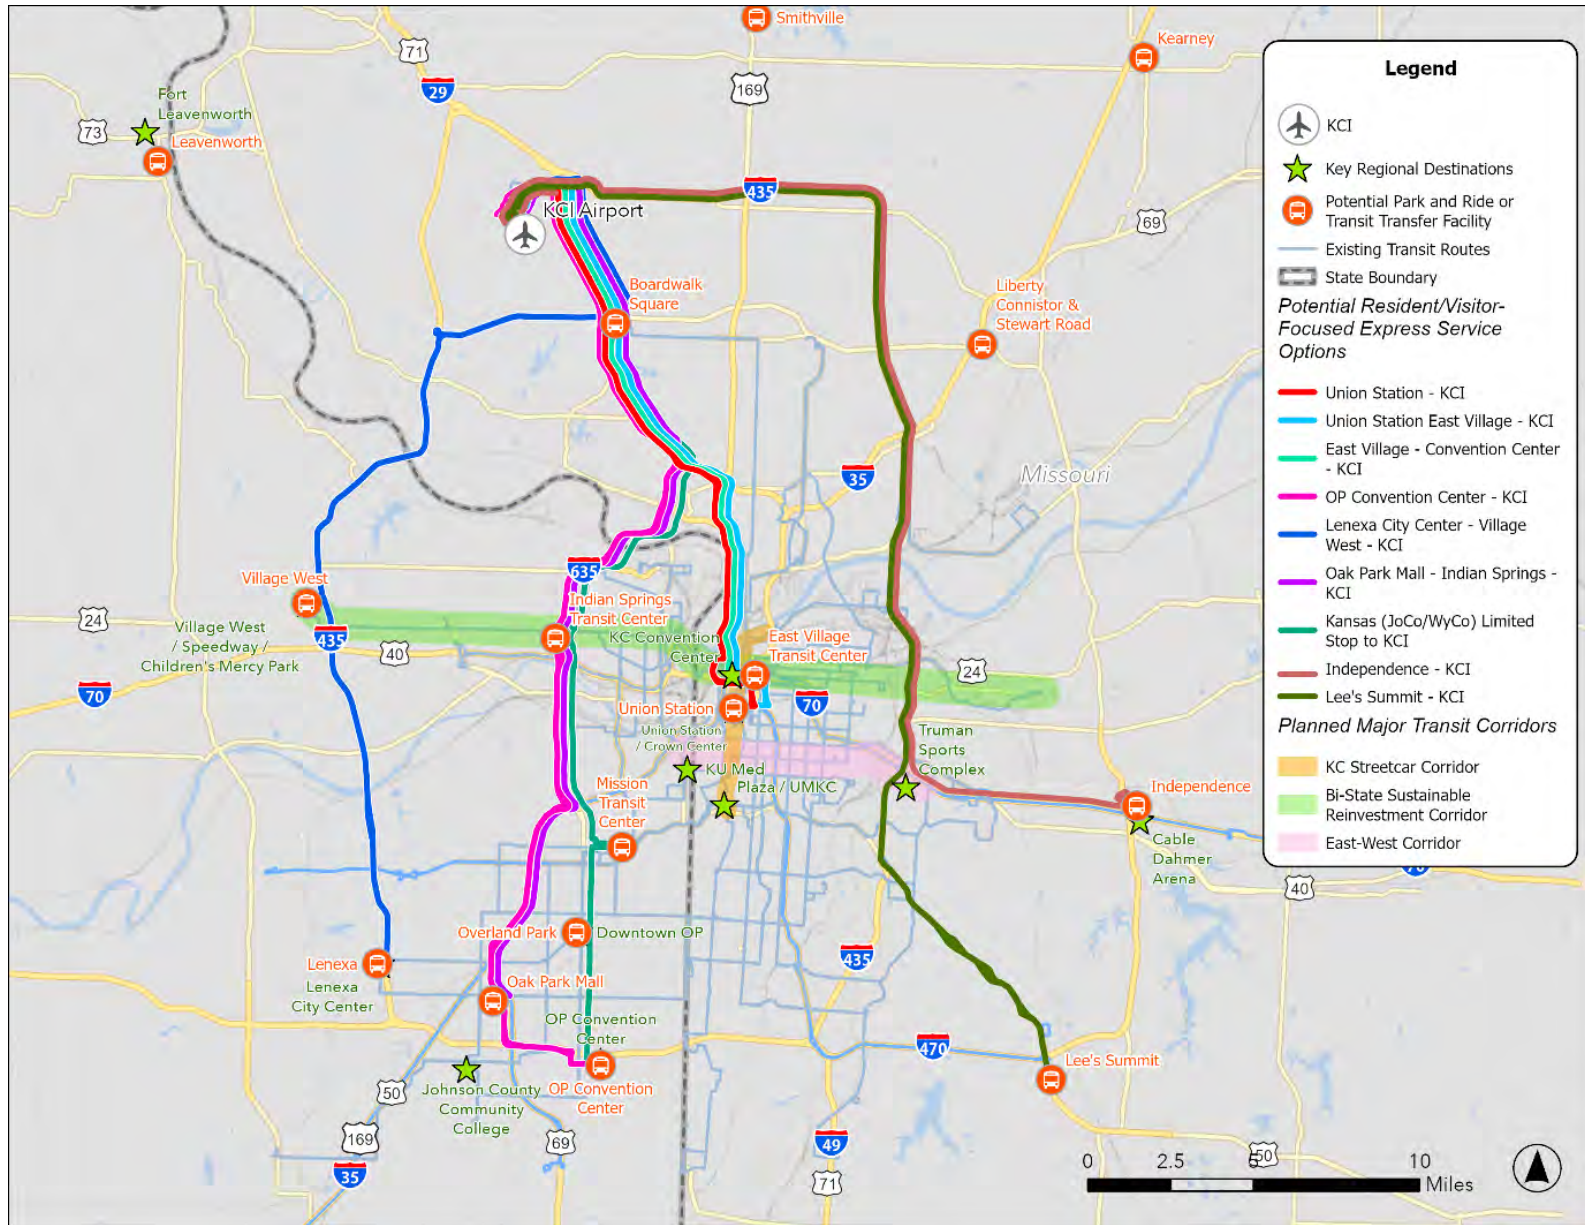 Smithville
Kearney
71
29
169
Fort
Leavenworth
73
Leavenworth
435
KCI Airport
69
Boardwalk
Square
Liberty
Connistor &
Stewart Road
35
Missouri
635
Village West
24
Village West
/ Speedway /
Children's Mercy Park
435
40
70
Indian Springs
Transit Center
KC Convention
Center
East Village
Transit Center
24
70
Union Station
Union Station
/ Crown Center
KU Med
Plaza / UMKC
Truman
Sports
Complex
Mission
Transit
Center
Independence
Cable
Dahmer
Arena
70
40
Overland Park
Downtown OP
Lenexa
Lenexa
City Center
Oak Park Mall
435
OP Convention
Center
470
Lee's Summit
Johnson County
Community
College
OP Convention
Center
50
169
69
35
49
71
50
0
2.5
5
10
Miles
Legend
KCI
Key Regional Destinations
Potential Park and Ride or
Transit Transfer Facility
Existing Transit Routes
State Boundary
Potential Resident/Visitor-
Focused Express Service
Options
Union Station - KCI
Union Station East Village - KCI
East Village - Convention Center
- KCI
OP Convention Center - KCI
Lenexa City Center - Village
West - KCI
Oak Park Mall - Indian Springs -
KCI
Kansas (JoCo/WyCo) Limited
Stop to KCI
Independence - KCI
Lee's Summit - KCI
Planned Major Transit Corridors
KC Streetcar Corridor
Bi-State Sustainable
Reinvestment Corridor
East-West Corridor